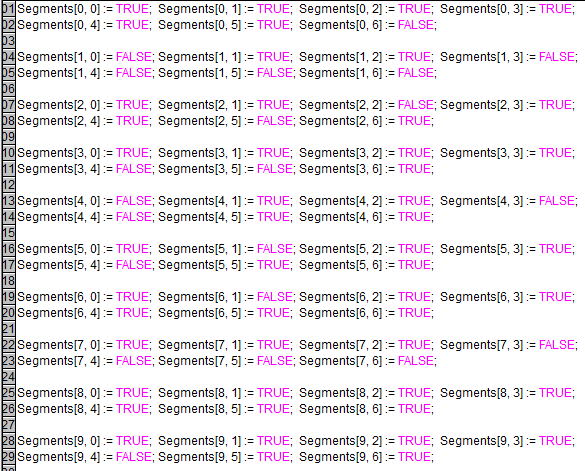 01 Segments[0, 0] := TRUE; Segments[0, 1] := TRUE; Segments[0, 2] := TRUE; Segments[0, 3] := TRUE;
02 Segments[0, 4] := TRUE; Segments[0, 5] := TRUE; Segments[0, 6] := FALSE;
03
04 Segments[1, 0] := FALSE; Segments[1, 1] := TRUE; Segments[1, 2] := TRUE; Segments[1, 3] := FALSE;
05 Segments[1, 4] := FALSE; Segments[1, 5] := FALSE; Segments[1, 6] := FALSE;
06
07 Segments[2, 0] := TRUE; Segments[2, 1] := TRUE; Segments[2, 2] := FALSE; Segments[2, 3] := TRUE;
08 Segments[2, 4] := TRUE; Segments[2, 5] := FALSE; Segments[2, 6] := TRUE;
09
10 Segments[3, 0] := TRUE; Segments[3, 1] := TRUE; Segments[3, 2] := TRUE; Segments[3, 3] := TRUE;
11 Segments[3, 4] := FALSE; Segments[3, 5] := FALSE; Segments[3, 6] := TRUE;
12
13 Segments[4, 0] := FALSE; Segments[4, 1] := TRUE; Segments[4, 2] := TRUE; Segments[4, 3] := FALSE;
14 Segments[4, 4] := FALSE; Segments[4, 5] := TRUE; Segments[4, 6] := TRUE;
15
16 Segments[5, 0] := TRUE; Segments[5, 1] := FALSE; Segments[5, 2] := TRUE; Segments[5, 3] := TRUE;
17 Segments[5, 4] := FALSE; Segments[5, 5] := TRUE; Segments[5, 6] := TRUE;
18
19 Segments[6, 0] := TRUE; Segments[6, 1] := FALSE; Segments[6, 2] := TRUE; Segments[6, 3] := TRUE;
20 Segments[6, 4] := TRUE; Segments[6, 5] := TRUE; Segments[6, 6] := TRUE;
21
22 Segments[7, 0] := TRUE; Segments[7, 1] := TRUE; Segments[7, 2] := TRUE; Segments[7, 3] := FALSE;
23 Segments[7, 4] := FALSE; Segments[7, 5] := FALSE; Segments[7, 6] := FALSE;
24
25 Segments[8, 0] := TRUE; Segments[8, 1] := TRUE; Segments[8, 2] := TRUE; Segments[8, 3] := TRUE;
26 Segments[8, 4] := TRUE; Segments[8, 5] := TRUE; Segments[8, 6] := TRUE;
27
28 Segments[9, 0] := TRUE; Segments[9, 1] := TRUE; Segments[9, 2] := TRUE; Segments[9, 3] := TRUE;
29 Segments[9, 4] := FALSE; Segments[9, 5] := TRUE; Segments[9, 6] := TRUE;